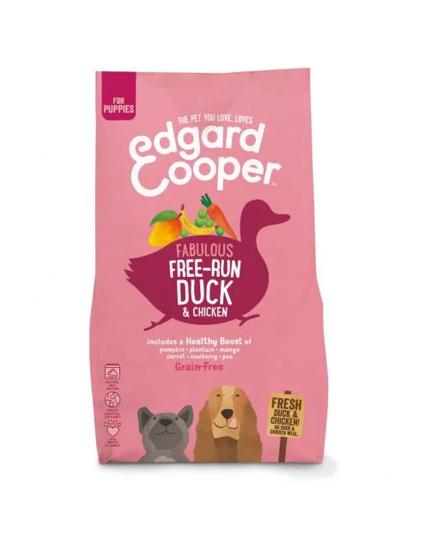 FOR
PUPPIES
THE PET YOU LOVE, LOVES
Edgard
Cooper
FABULOUS
FREE-RUN
DUCK
& CHICKEN
includes a Healthy Boost of
pumpkin • plantain • mango
carrot • cowberry • pea
Grain-Free
FRESH
DUCK &
CHICKEN!
NO DUCK &
CHICKEN MEAL.